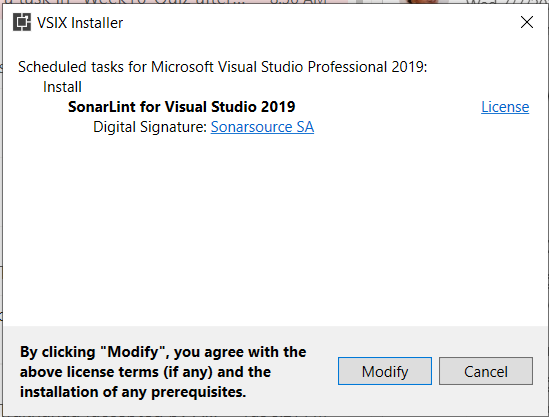 VSIX Installer
Scheduled tasks for Microsoft Visual Studio Professional 2019:
Install
SonarLint for Visual Studio 2019 License
Digital Signature: Sonarsource SA
By clicking "Modify", you agree with the
above license terms (if any) and the
installation of any prerequisites.
Modify Cancel